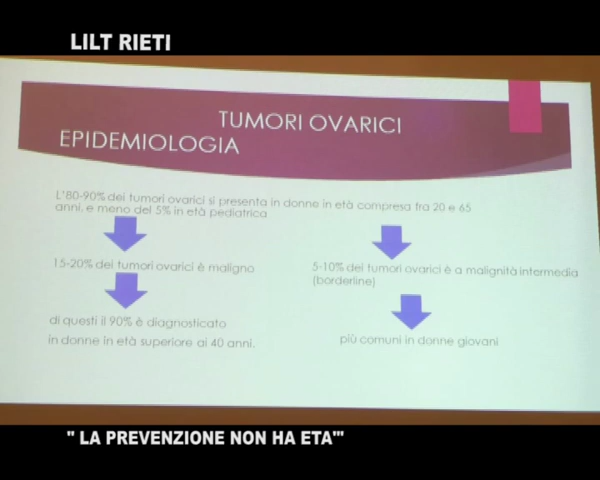 LILT RIETI
TUMORI OVARICI
EPIDEMIOLOGIA
L'80-90% dei tumori ovarici si presenta in donne in età compresa fra 20 e 65
anni, e meno del 5% in età pediatrica
15-20% dei tumori ovarici è maligno
5-10% dei tumori ovarici è a malignità intermedia
(borderline)
di questi il 90% è diagnosticato
in donne in età superiore ai 40 anni.
più comuni in donne giovani
" LA PREVENZIONE NON HA ETA'"